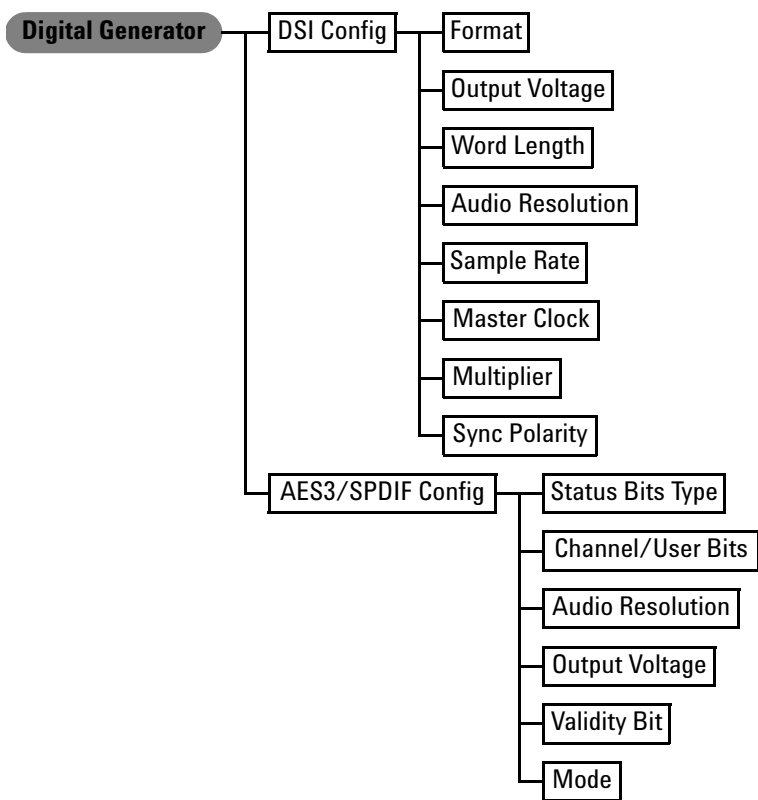 Digital Generator
DSI Config
Format
Output Voltage
Word Length
Audio Resolution
Sample Rate
Master Clock
Multiplier
Sync Polarity
AES3/SPDIF Config
Status Bits Type
Channel/User Bits
Audio Resolution
Output Voltage
Validity Bit
Mode